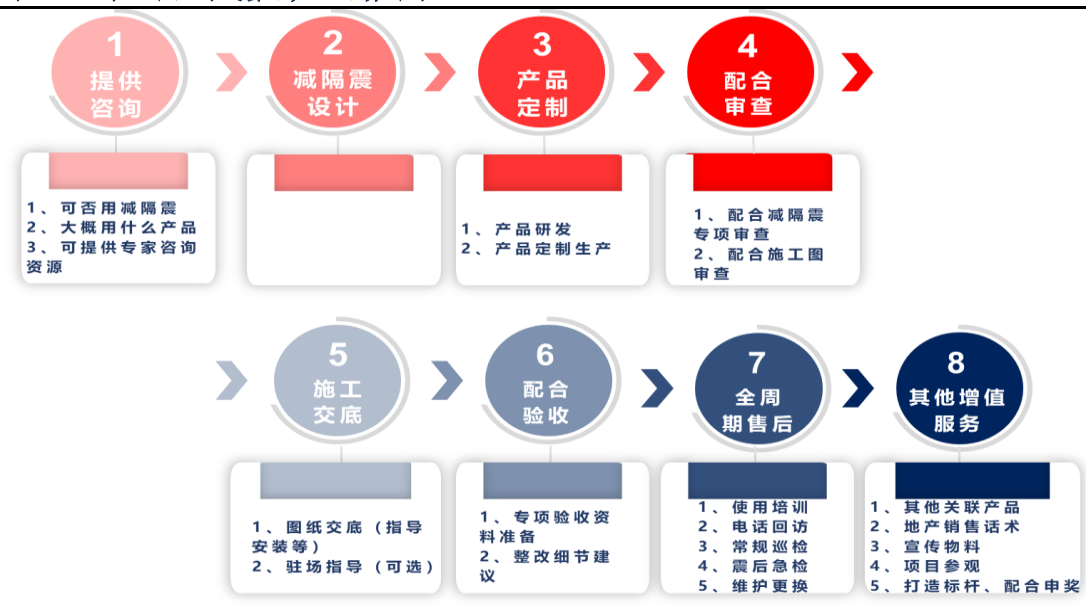 1
提供
咨询
2
减隔震
设计
3
产品
定制
4
配合
审查
1、可否用减隔震
2、大概用什么产品
3、可提供专家咨询
资源
1、产品研发
2、产品定制生产
1、配合减隔震
专项审查
2、配合施工图
审查
5
施工
交底
6
配合
验收
7
全周
期售后
8
其他增值
服务
1、图纸交底（指导
安装等）
2、驻场指导（可选）
1、专项验收资
料准备
2、整改细节建
议
1、使用培训
2、电话回访
3、常规巡检
4、震后急检
5、维护更换
1、其他关联产品
2、地产销售话术
3、宣传物料
4、项目参观
5、打造标杆、配合申奖